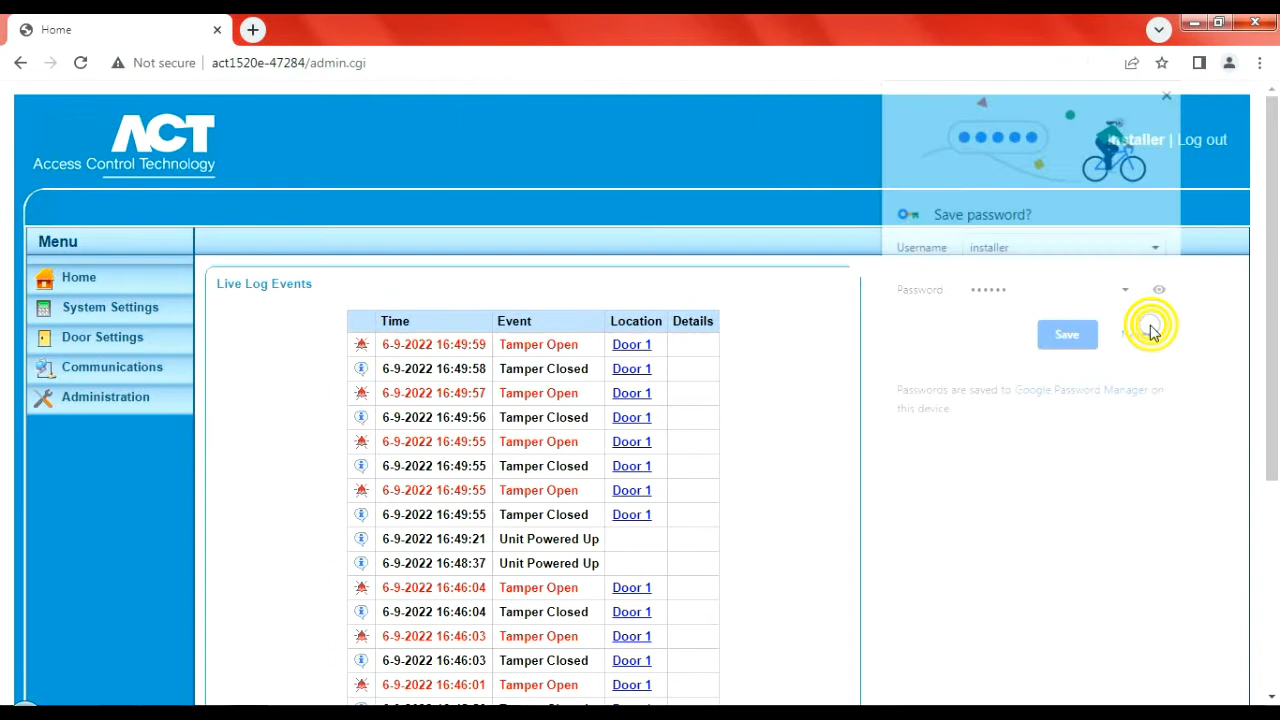 Home
Not secure act1520e-47284/admin.cgi
ACT
Access Control Technology
Installer | Log out
Save password?
Username installer
Password ••••••
Save
Passwords are saved to Google Password Manager on
this device.
Menu
Home
System Settings
Door Settings
Communications
Administration
Live Log Events
Time Event Location Details
6-9-2022 16:49:59 Tamper Open Door 1
6-9-2022 16:49:58 Tamper Closed Door 1
6-9-2022 16:49:57 Tamper Open Door 1
6-9-2022 16:49:56 Tamper Closed Door 1
6-9-2022 16:49:55 Tamper Open Door 1
6-9-2022 16:49:55 Tamper Closed Door 1
6-9-2022 16:49:55 Tamper Open Door 1
6-9-2022 16:49:55 Tamper Closed Door 1
6-9-2022 16:49:21 Unit Powered Up
6-9-2022 16:48:37 Unit Powered Up
6-9-2022 16:46:04 Tamper Open Door 1
6-9-2022 16:46:04 Tamper Closed Door 1
6-9-2022 16:46:03 Tamper Open Door 1
6-9-2022 16:46:03 Tamper Closed Door 1
6-9-2022 16:46:01 Tamper Open Door 1